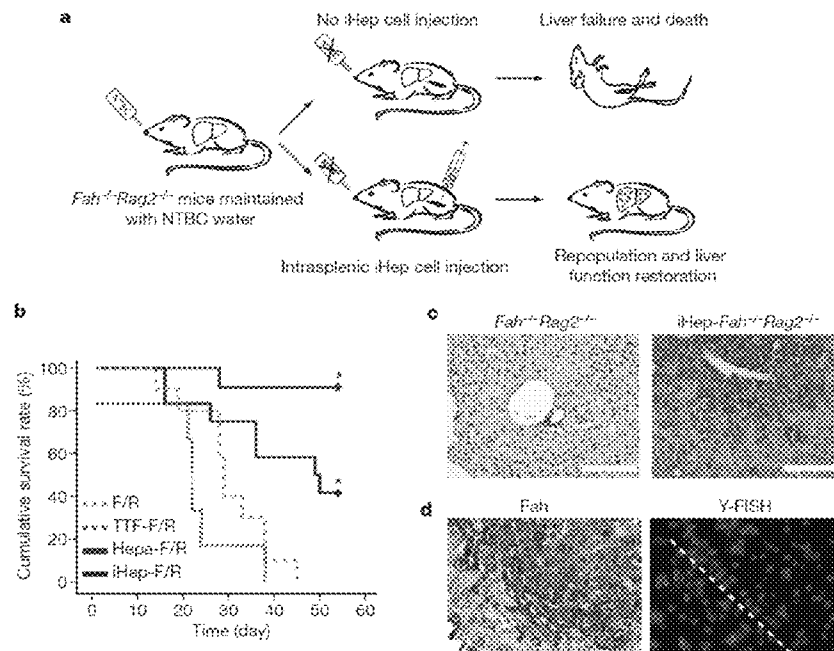 a
No iHep cell injection
Liver failure and death
Fah⁻/⁻Rag2⁻/⁻ mice maintained
with NTBC water
Intrasplenic iHep cell injection
Repopulation and liver
function restoration
b
Cumulative survival rate (%)
100
80
60
40
20
0
*
*
F/R
TTF-F/R
Hepa-F/R
iHep-F/R
0 10 20 30 40 50 60
Time (day)
c
Fah⁻/⁻Rag2⁻/⁻
iHep-Fah⁻/⁻Rag2⁻/⁻
d
Fah
Y-FISH